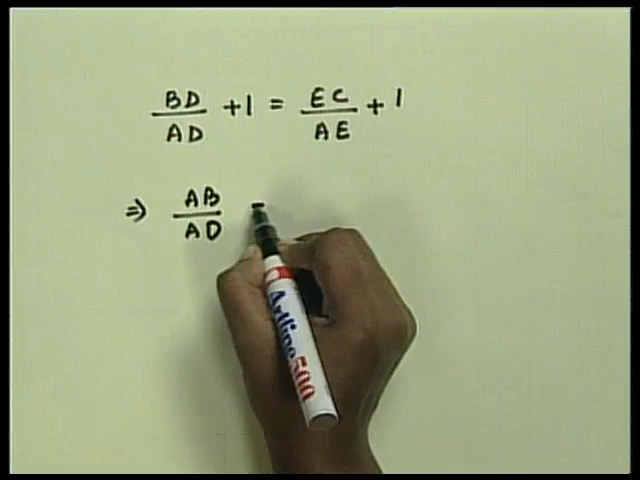 BD/AD +1 = EC/AE + 1
⇒ AB/AD
Artline 500